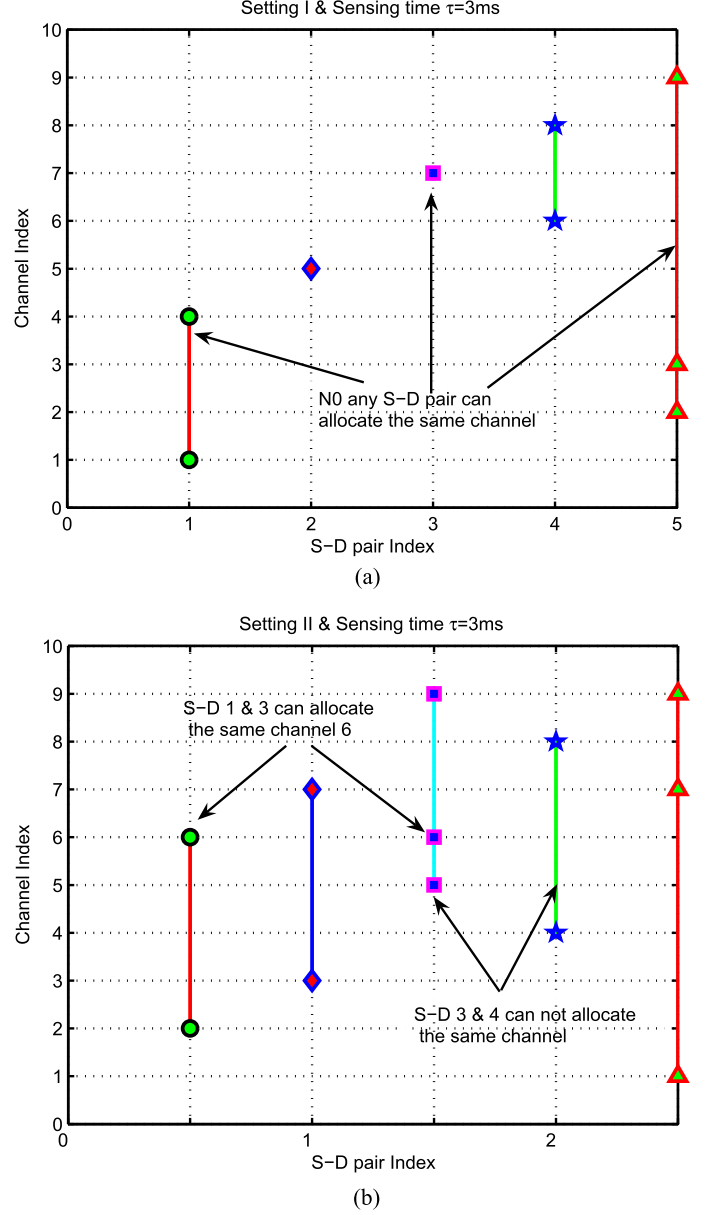 Setting I & Sensing time τ=3ms
10
9
8
7
6
5
4
3
2
1
0
Channel Index
N0 any S−D pair can
allocate the same channel
0 1 2 3 4 5
S−D pair Index
(a)
Setting II & Sensing time τ=3ms
10
9
8
7
6
5
4
3
2
1
0
Channel Index
S−D 1 & 3 can allocate
the same channel 6
S−D 3 & 4 can not allocate
the same channel
0 1 2
S−D pair Index
(b)